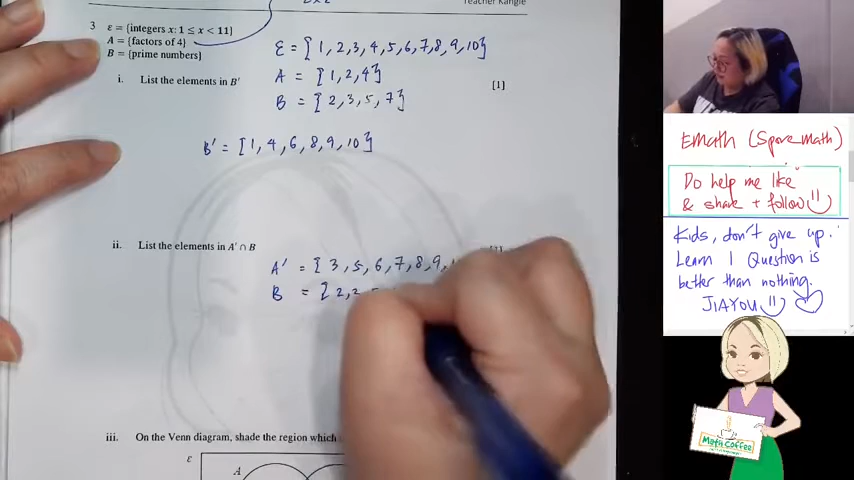 Teacher Kangie
3 ε = {integers x: 1 ≤ x < 11}
A = {factors of 4}
B = {prime numbers}
ε = {1, 2, 3, 4, 5, 6, 7, 8, 9, 10}
A = {1, 2, 4}
B = {2, 3, 5, 7}
i. List the elements in B' [1]
B' = {1, 4, 6, 8, 9, 10}
ii. List the elements in A' ∩ B
A' = {3, 5, 6, 7, 8, 9,
B = {2, 3,
iii. On the Venn diagram, shade the region which
ε
A
EMath (Spore math)
Do help me like
& share + follow
Kids, don't give up.
Learn 1 Question is
better than nothing.
JIAYOU
Math Coffee